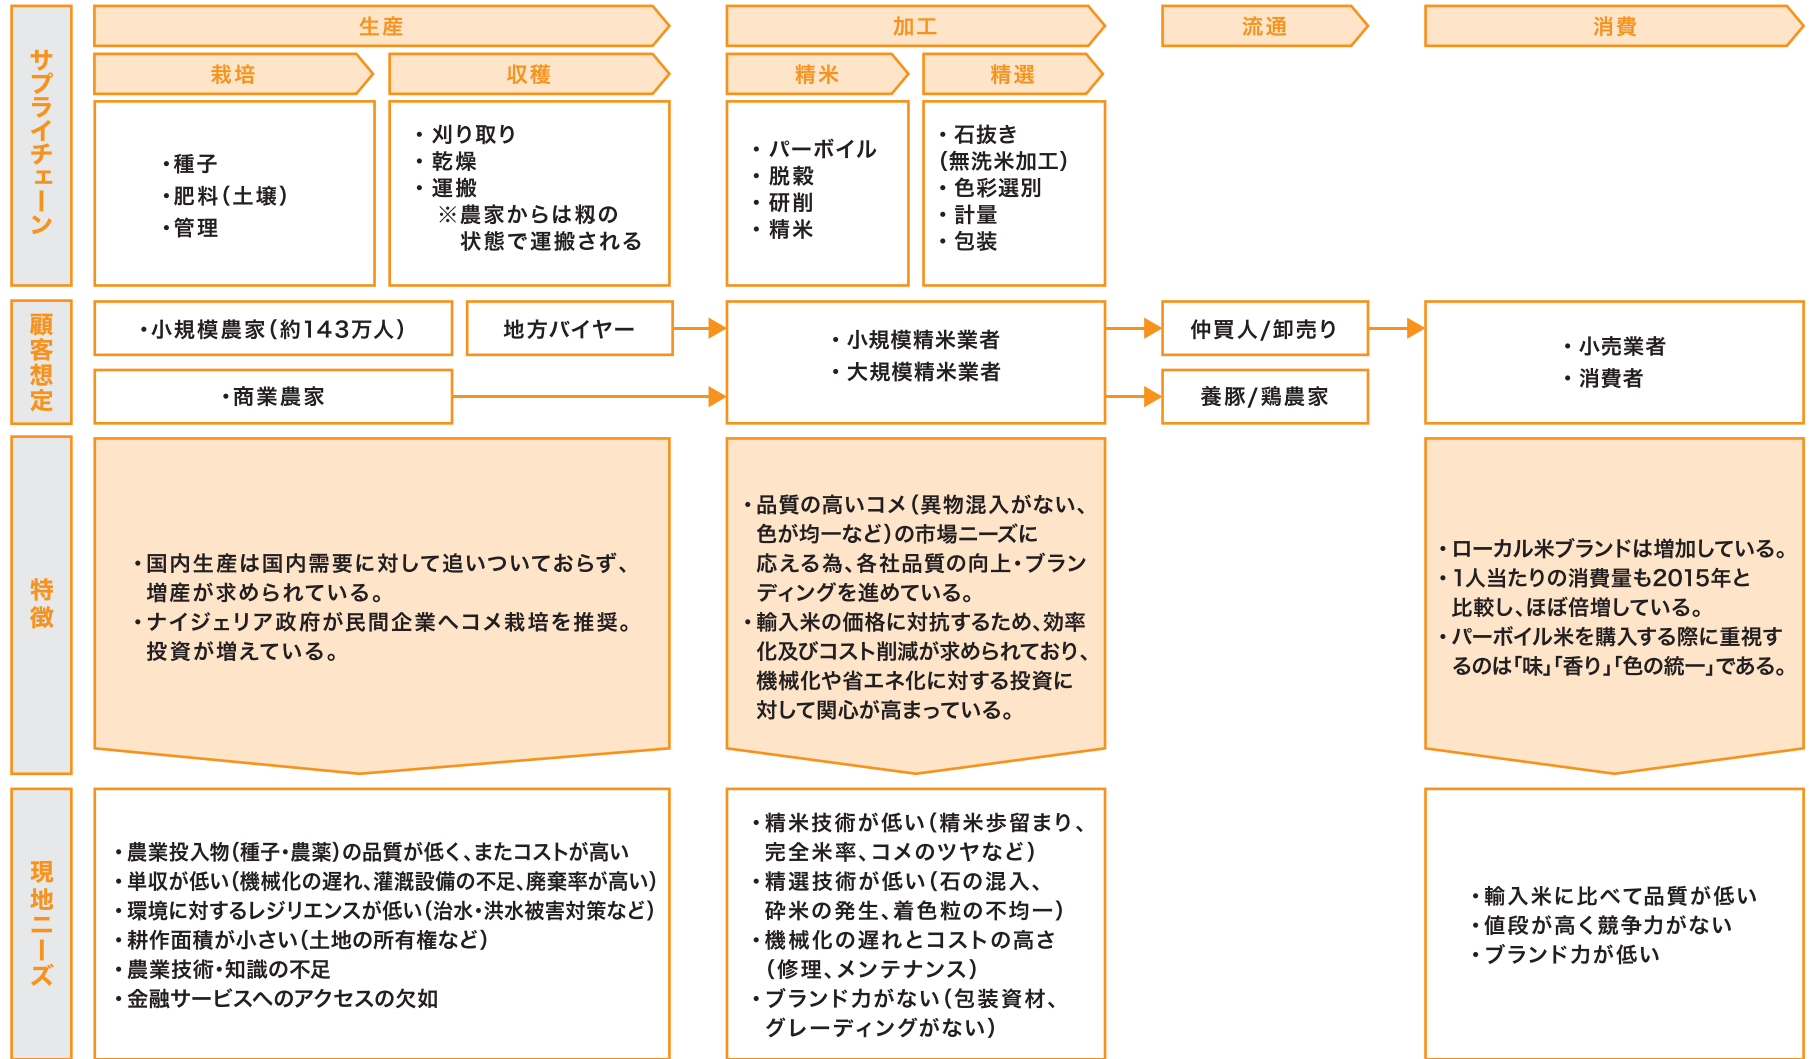 サプライチェーン
生産
加工
流通
消費
栽培
収穫
精米
精選
・種子
・肥料(土壌)
・管理
・刈り取り
・乾燥
・運搬
※農家からは籾の
状態で運搬される
・パーボイル
・脱穀
・研削
・精米
・石抜き
(無洗米加工)
・色彩選別
・計量
・包装
顧客想定
・小規模農家(約143万人)
地方バイヤー
・商業農家
・小規模精米業者
・大規模精米業者
仲買人/卸売り
養豚/鶏農家
・小売業者
・消費者
特徴
・国内生産は国内需要に対して追いついておらず、
増産が求められている。
・ナイジェリア政府が民間企業へコメ栽培を推奨。
投資が増えている。
・品質の高いコメ(異物混入がない、
色が均一など)の市場ニーズに
応える為、各社品質の向上・ブラン
ディングを進めている。
・輸入米の価格に対抗するため、効率
化及びコスト削減が求められており、
機械化や省エネ化に対する投資に
対して関心が高まっている。
・ローカル米ブランドは増加している。
・1人当たりの消費量も2015年と
比較し、ほぼ倍増している。
・パーボイル米を購入する際に重視す
るのは「味」「香り」「色の統一」である。
現地ニーズ
・農業投入物(種子・農薬)の品質が低く、またコストが高い
・単収が低い(機械化の遅れ、灌漑設備の不足、廃棄率が高い)
・環境に対するレジリエンスが低い(治水・洪水被害対策など)
・耕作面積が小さい(土地の所有権など)
・農業技術・知識の不足
・金融サービスへのアクセスの欠如
・精米技術が低い(精米歩留まり、
完全米率、コメのツヤなど)
・精選技術が低い(石の混入、
砕米の発生、着色粒の不均一)
・機械化の遅れとコストの高さ
(修理、メンテナンス)
・ブランド力がない(包装資材、
グレーディングがない)
・輸入米に比べて品質が低い
・値段が高く競争力がない
・ブランド力が低い